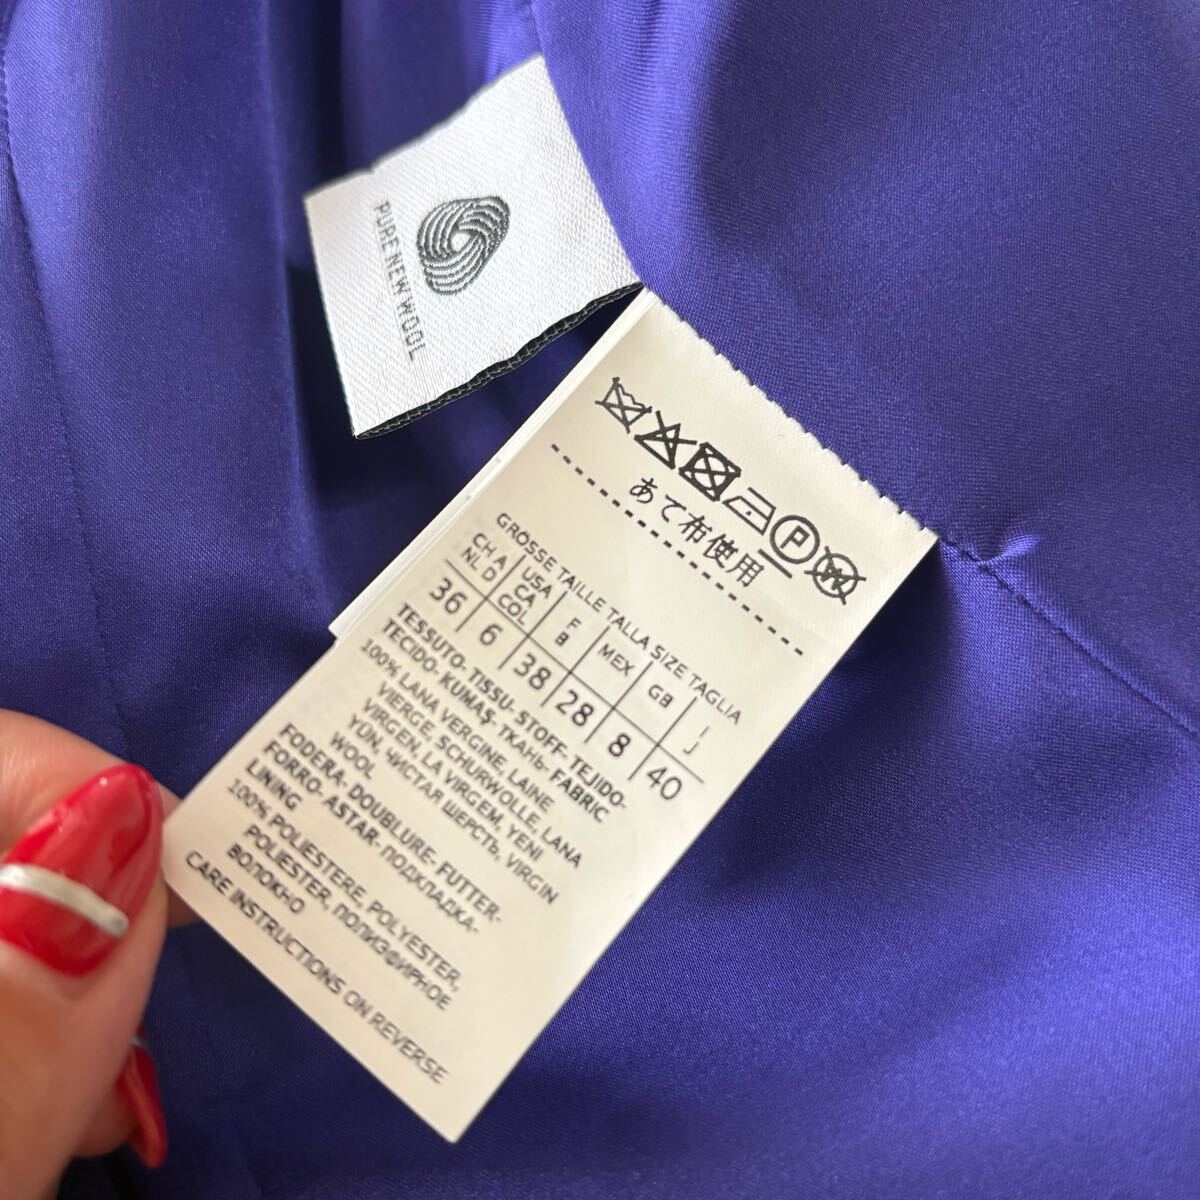 PURE NEW WOOL
P
W
あて布使用
GROSSE TAILLE TALLA SIZE TAGLIA
CH A USA F MEX GB I
NL D CA B J
COL
36 6 38 28 8 40
TESSUTO- TISSU- STOFF- TEJIDO-
TECIDO- KUMAŞ- ТКАНЬ- FABRIC
100% LANA VERGINE, LAINE
VIERGE, SCHURWOLLE, LANA
VIRGEN, LA VIRGEM, YENI
YÜN, ЧИСТАЯ ШЕРСТЬ, VIRGIN
WOOL
FODERA- DOUBLURE- FUTTER-
FORRO- ASTAR- ПОДКЛАДКА-
LINING
100% POLIESTERE, POLYESTER,
POLIESTER, ПОЛИЭФИРНОЕ
ВОЛОКНО
CARE INSTRUCTIONS ON REVERSE